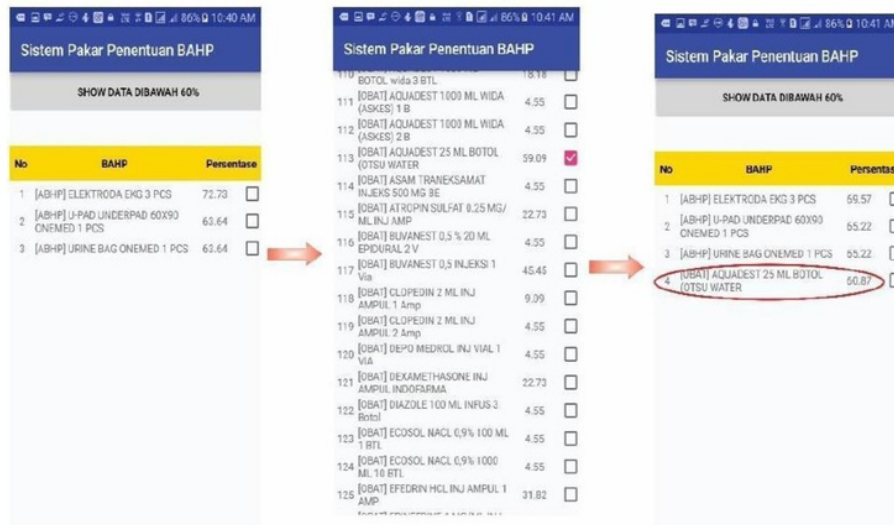 86% 10:40 AM
Sistem Pakar Penentuan BAHP
SHOW DATA DIBAWAH 60%
No BAHP Persentase
1 [ABHP] ELEKTRODA EKG 3 PCS 72.73
2 [ABHP] U-PAD UNDERPAD 60X90
ONEMED 1 PCS 63.64
3 [ABHP] URINE BAG ONEMED 1 PCS 63.64
86% 10:41 AM
Sistem Pakar Penentuan BAHP
110 BOTOL wida 3 BTL 18.18
111 [OBAT] AQUADEST 1000 ML WIDA
(ASKES) 1 B 4.55
112 [OBAT] AQUADEST 1000 ML WIDA
(ASKES) 2 B 4.55
113 [OBAT] AQUADEST 25 ML BOTOL
(OTSU WATER 59.09
114 [OBAT] ASAM TRANEKSAMAT
INJEKS 500 MG BE 4.55
115 [OBAT] ATROPIN SULFAT 0.25 MG/
ML INJ AMP 22.73
116 [OBAT] BUVANEST 0,5 % 20 ML
EPIDURAL 2 V 4.55
117 [OBAT] BUVANEST 0,5 INJEKSI 1
Via 45.45
118 [OBAT] CLOPEDIN 2 ML INJ
AMPUL 1 Amp 9.09
119 [OBAT] CLOPEDIN 2 ML INJ
AMPUL 2 Amp 4.55
120 [OBAT] DEPO MEDROL INJ VIAL 1
VIA 4.55
121 [OBAT] DEXAMETHASONE INJ
AMPUL INDOFARMA 22.73
122 [OBAT] DIAZOLE 100 ML INFUS 3
Botol 4.55
123 [OBAT] ECOSOL NACL 0,9% 100 ML
1 BTL 4.55
124 [OBAT] ECOSOL NACL 0,9% 1000
ML 10 BTL 4.55
125 [OBAT] EFEDRIN HCL INJ AMPUL 1
AMP 31.82
86% 10:41 AM
Sistem Pakar Penentuan BAHP
SHOW DATA DIBAWAH 60%
No BAHP Persentas
1 [ABHP] ELEKTRODA EKG 3 PCS 69.57
2 [ABHP] U-PAD UNDERPAD 60X90
ONEMED 1 PCS 65.22
3 [ABHP] URINE BAG ONEMED 1 PCS 65.22
4 [OBAT] AQUADEST 25 ML BOTOL
(OTSU WATER 60.87